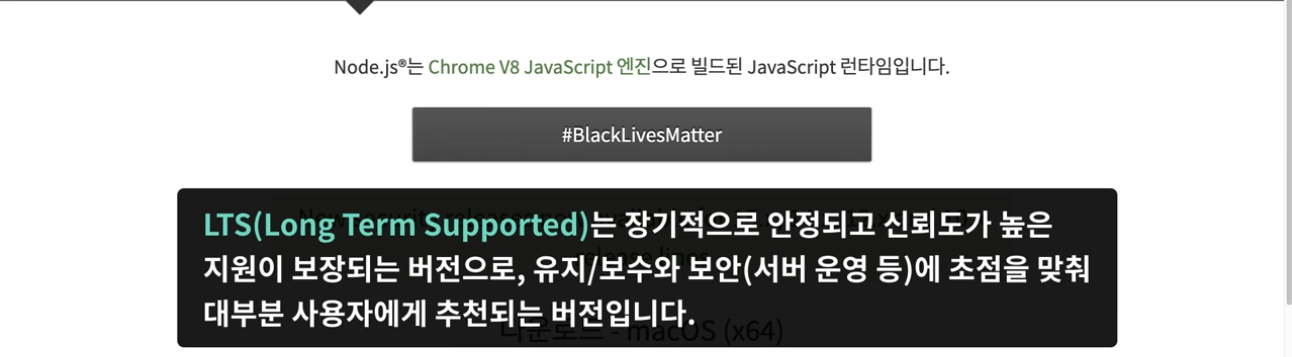 Node.js®는 Chrome V8 JavaScript 엔진으로 빌드된 JavaScript 런타임입니다.
#BlackLivesMatter
LTS(Long Term Supported)는 장기적으로 안정되고 신뢰도가 높은
지원이 보장되는 버전으로, 유지/보수와 보안(서버 운영 등)에 초점을 맞춰
대부분 사용자에게 추천되는 버전입니다.
다운로드 - macOS (x64)